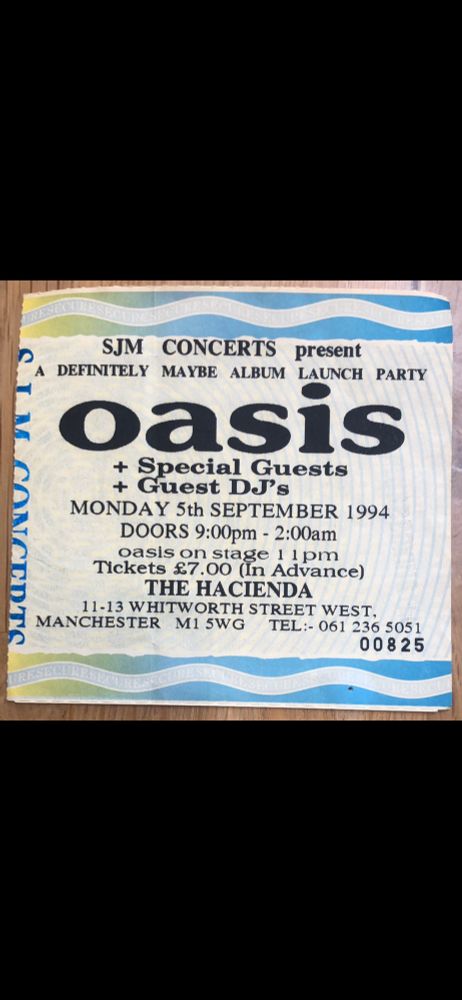 SJM CONCERTS present
A DEFINITELY MAYBE ALBUM LAUNCH PARTY
oasis
+ Special Guests
+ Guest DJ's
MONDAY 5th SEPTEMBER 1994
DOORS 9:00pm - 2:00am
oasis on stage 11pm
Tickets £7.00 (In Advance)
THE HACIENDA
11-13 WHITWORTH STREET WEST,
MANCHESTER M1 5WG TEL:- 061 236 5051
00825
SJM CONCERTS